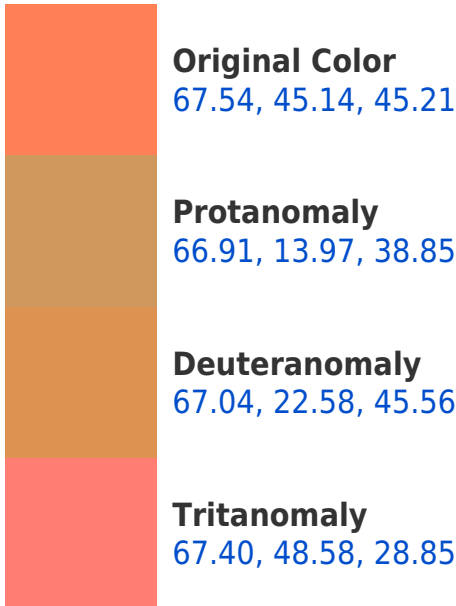 Original Color
67.54, 45.14, 45.21
Protanomaly
66.91, 13.97, 38.85
Deuteranomaly
67.04, 22.58, 45.56
Tritanomaly
67.40, 48.58, 28.85